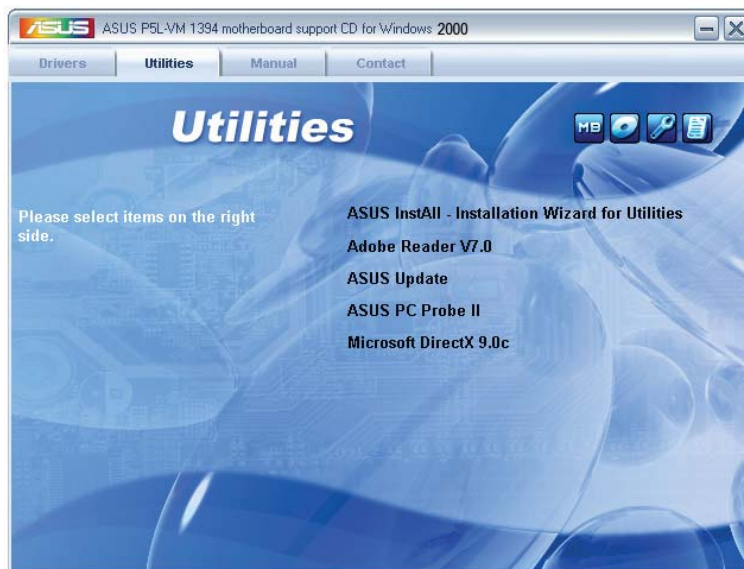 ASUS ASUS P5L-VM 1394 motherboard support CD for Windows 2000
Drivers Utilities Manual Contact
Utilities
MB
Please select items on the right
side.
ASUS InstAll - Installation Wizard for Utilities
Adobe Reader V7.0
ASUS Update
ASUS PC Probe II
Microsoft DirectX 9.0c